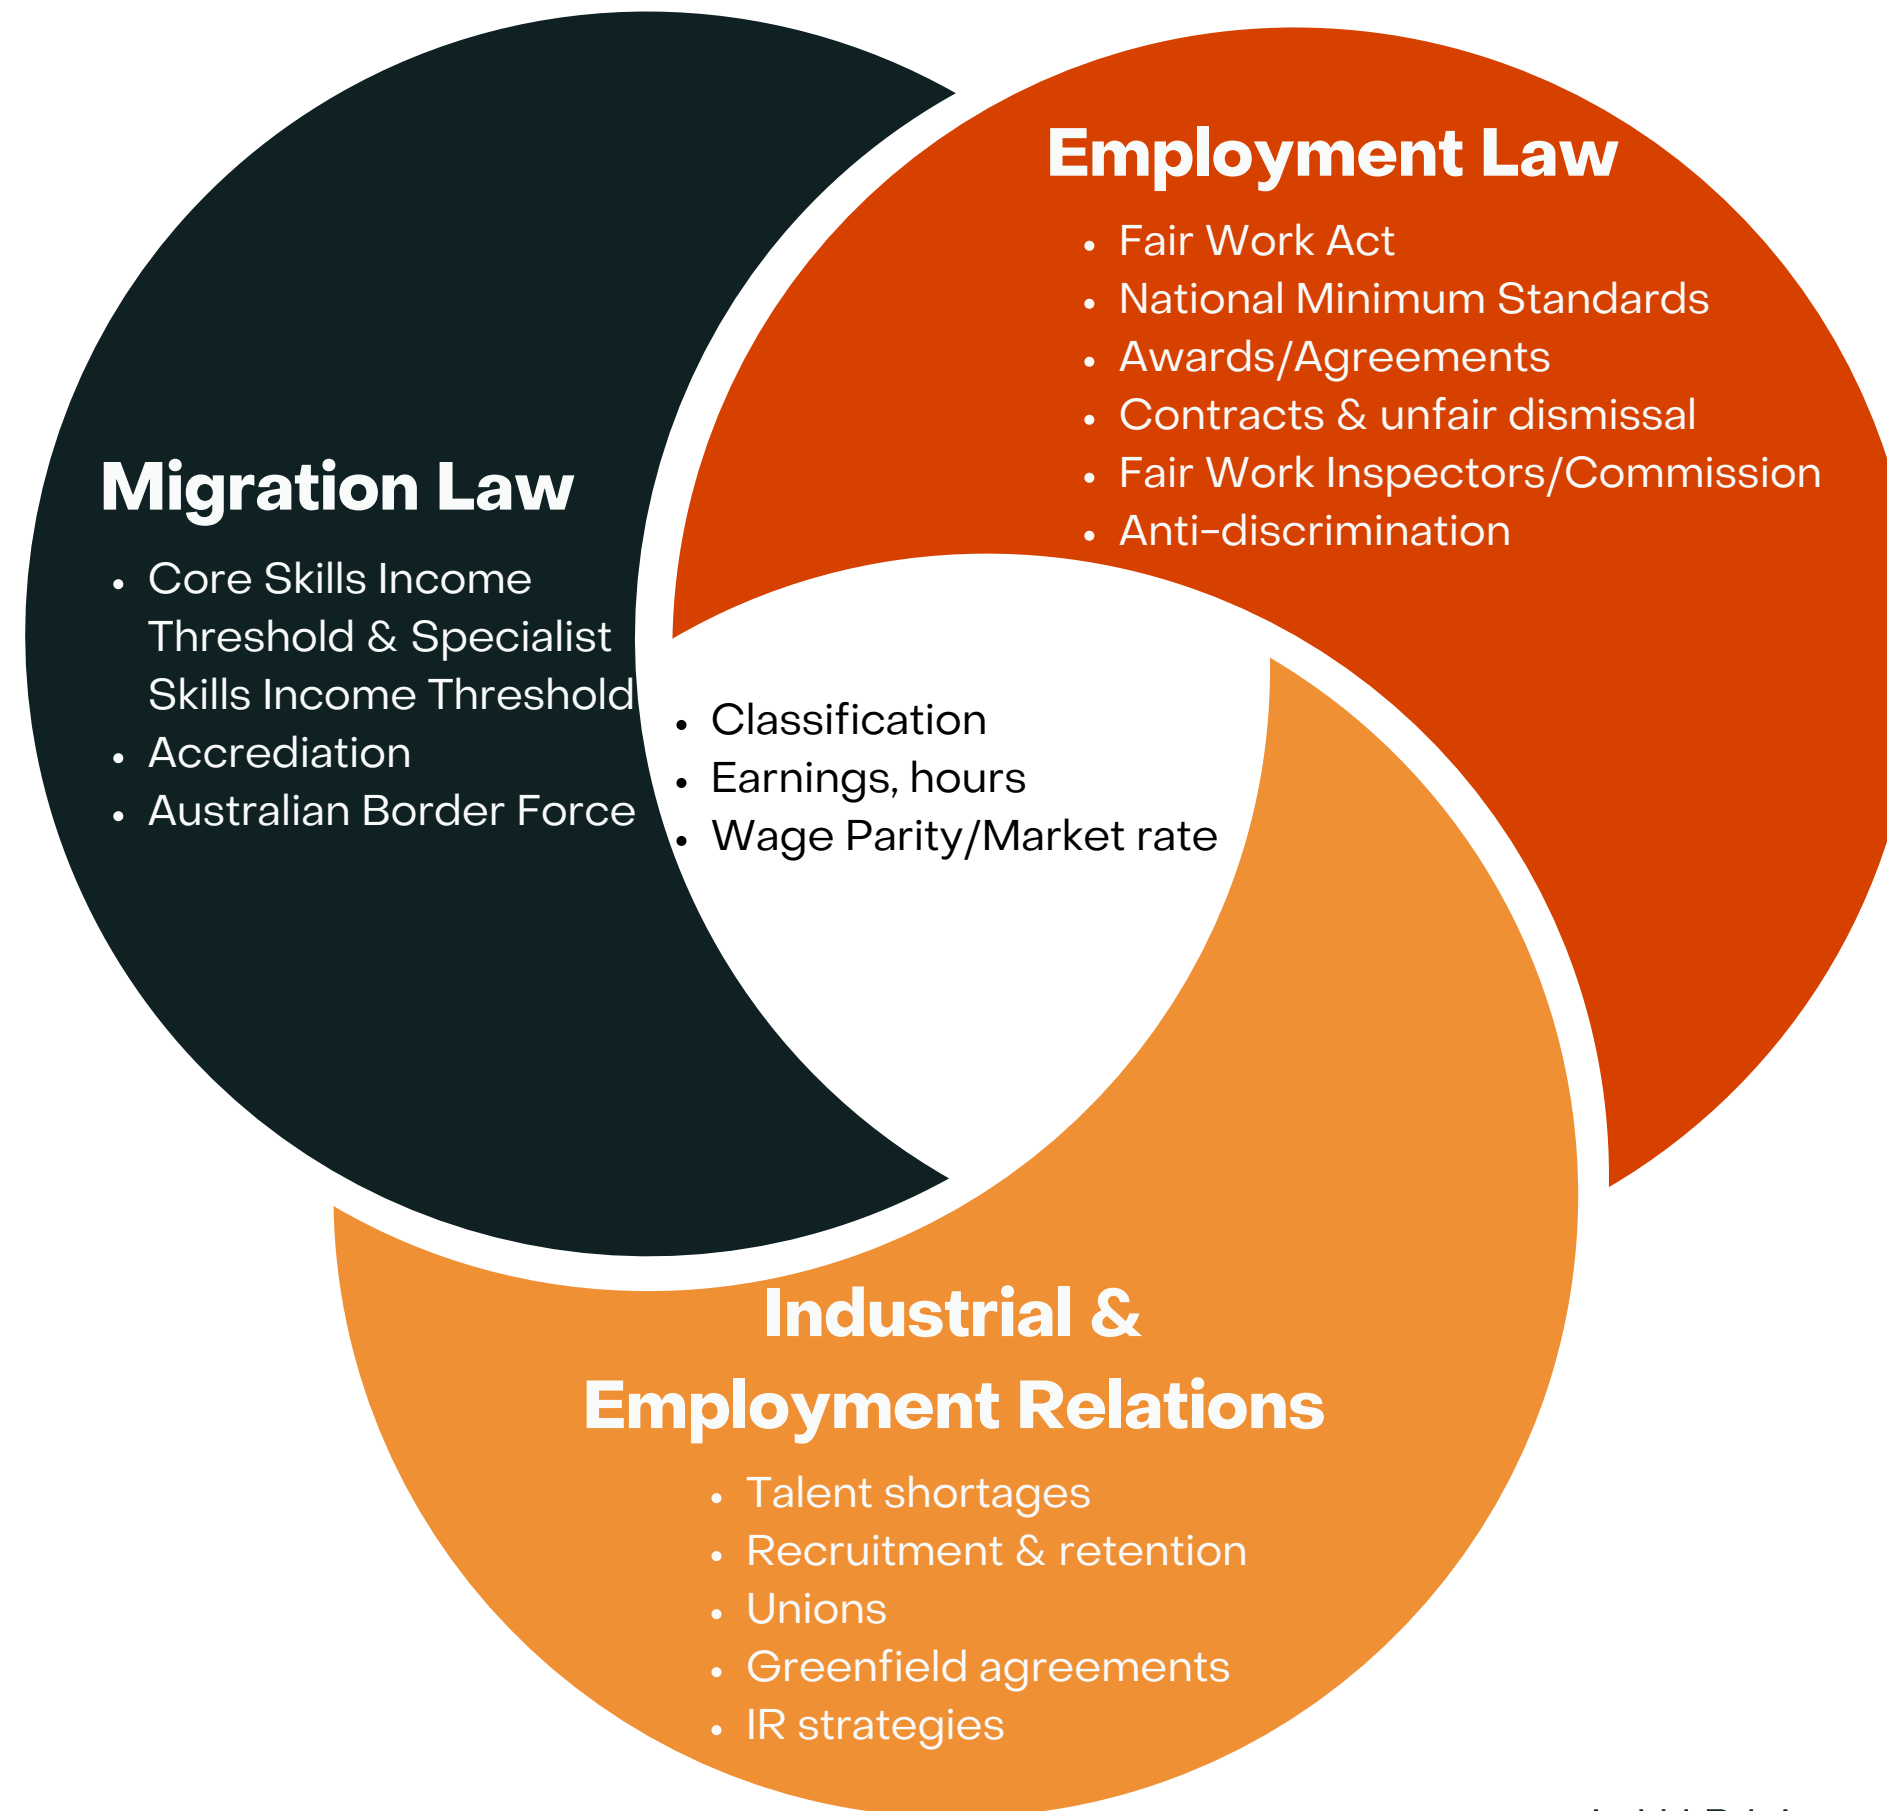 Employment Law
• Fair Work Act
• National Minimum Standards
• Awards/Agreements
• Contracts & unfair dismissal
• Fair Work Inspectors/Commission
• Anti-discrimination
Migration Law
• Core Skills Income
Threshold & Specialist
Skills Income Threshold
• Accrediation
• Australian Border Force
• Classification
• Earnings, hours
• Wage Parity/Market rate
Industrial &
Employment Relations
• Talent shortages
• Recruitment & retention
• Unions
• Greenfield agreements
• IR strategies